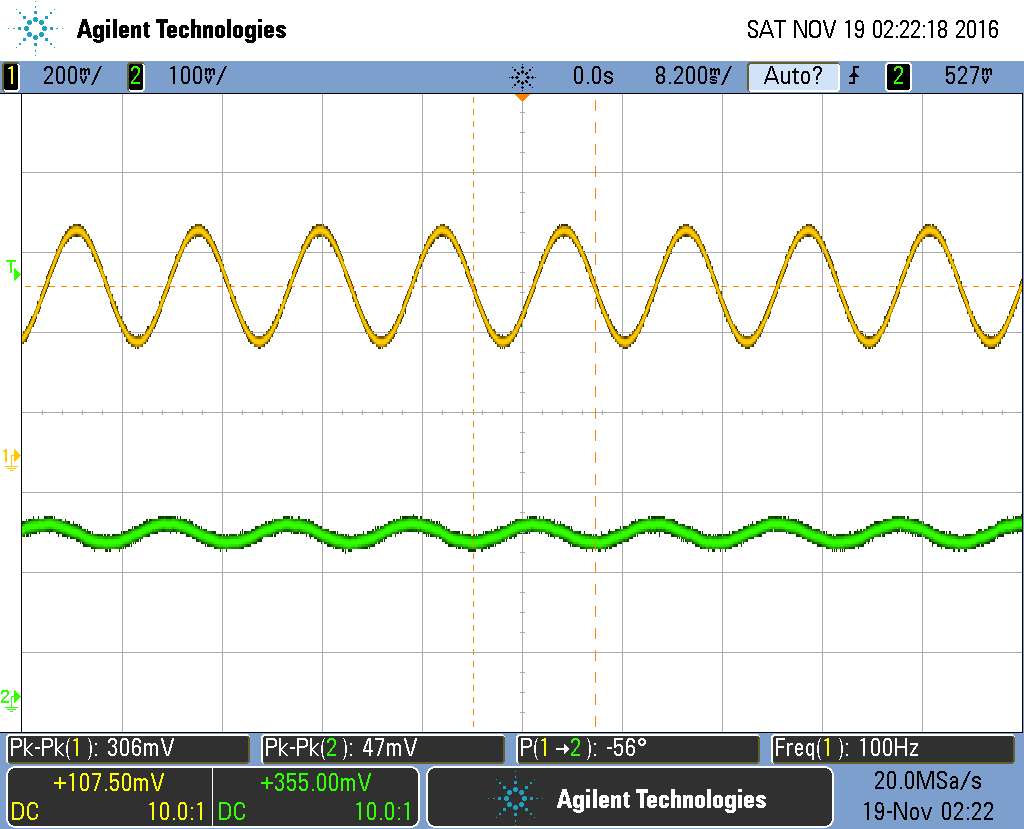 Agilent Technologies SAT NOV 19 02:22:18 2016
1 200mV/ 2 100mV/ 0.0s 8.200ms/ Auto? 2 527mV
T
1
2
Pk-Pk(1): 306mV Pk-Pk(2): 47mV P(1→2): -56° Freq(1): 100Hz
+107.50mV +355.00mV 20.0MSa/s
DC 10.0:1 DC 10.0:1 Agilent Technologies 19-Nov 02:22